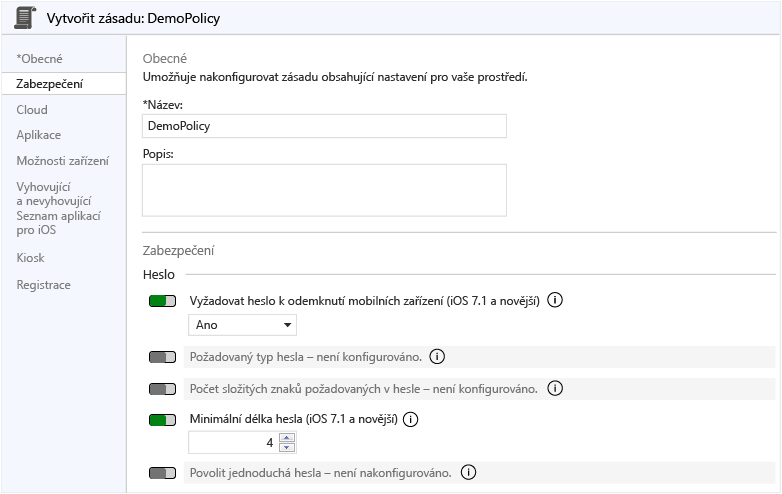 Vytvořit zásadu: DemoPolicy
*Obecné
Zabezpečení
Cloud
Aplikace
Možnosti zařízení
Vyhovující
a nevyhovující
Seznam aplikací
pro iOS
Kiosk
Registrace
Obecné
Umožňuje nakonfigurovat zásadu obsahující nastavení pro vaše prostředí.
*Název:
DemoPolicy
Popis:
Zabezpečení
Heslo
Vyžadovat heslo k odemknutí mobilních zařízení (iOS 7.1 a novější)
Ano
Požadovaný typ hesla – není konfigurováno.
Počet složitých znaků požadovaných v hesle – není konfigurováno.
Minimální délka hesla (iOS 7.1 a novější)
4
Povolit jednoduchá hesla – není nakonfigurováno.